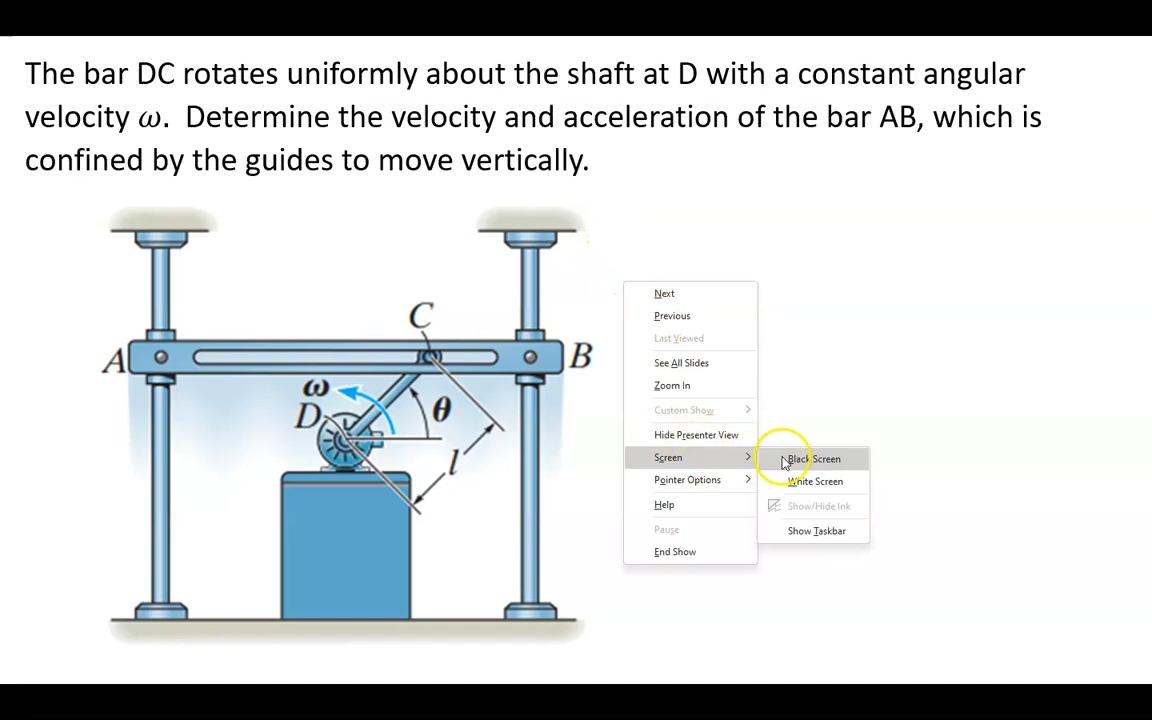 The bar DC rotates uniformly about the shaft at D with a constant angular
velocity ω. Determine the velocity and acceleration of the bar AB, which is
confined by the guides to move vertically.
C
A
B
ω
D
θ
l
Next
Previous
Last Viewed
See All Slides
Zoom In
Custom Show
Hide Presenter View
Screen
Pointer Options
Help
Pause
End Show
Black Screen
White Screen
Show/Hide Ink
Show Taskbar